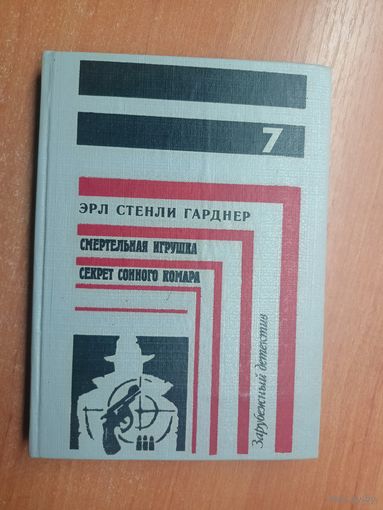 7
ЭРЛ СТЕНЛИ ГАРДНЕР
СМЕРТЕЛЬНАЯ ИГРУШКА
СЕКРЕТ СОННОГО КОМАРА
Зарубежный детектив